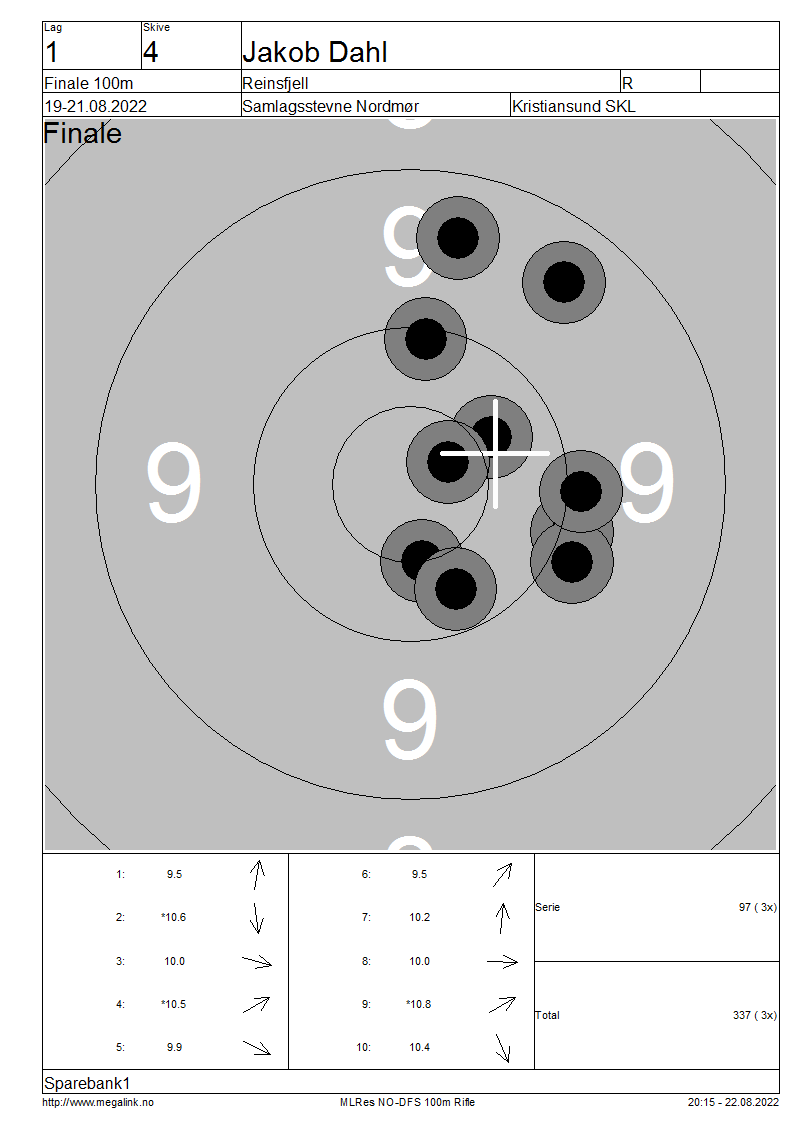 Lag Skive
1 4 Jakob Dahl
Finale 100m Reinsfjell R
19-21.08.2022 Samlagsstevne Nordmør Kristiansund SKL
Finale
9
9 9
9
1: 9.5 6: 9.5
2: *10.6 7: 10.2
Serie 97 ( 3x)
3: 10.0 8: 10.0
4: *10.5 9: *10.8
Total 337 ( 3x)
5: 9.9 10: 10.4
Sparebank1
http://www.megalink.no MLRes NO-DFS 100m Rifle 20:15 - 22.08.2022